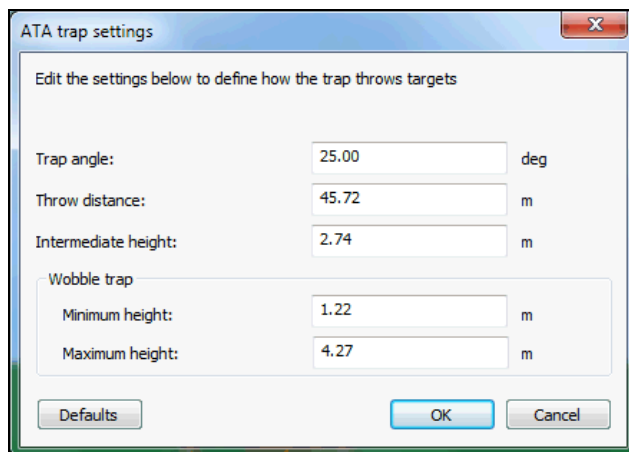 ATA trap settings
Edit the settings below to define how the trap throws targets
Trap angle: 25.00 deg
Throw distance: 45.72 m
Intermediate height: 2.74 m
Wobble trap
Minimum height: 1.22 m
Maximum height: 4.27 m
Defaults OK Cancel